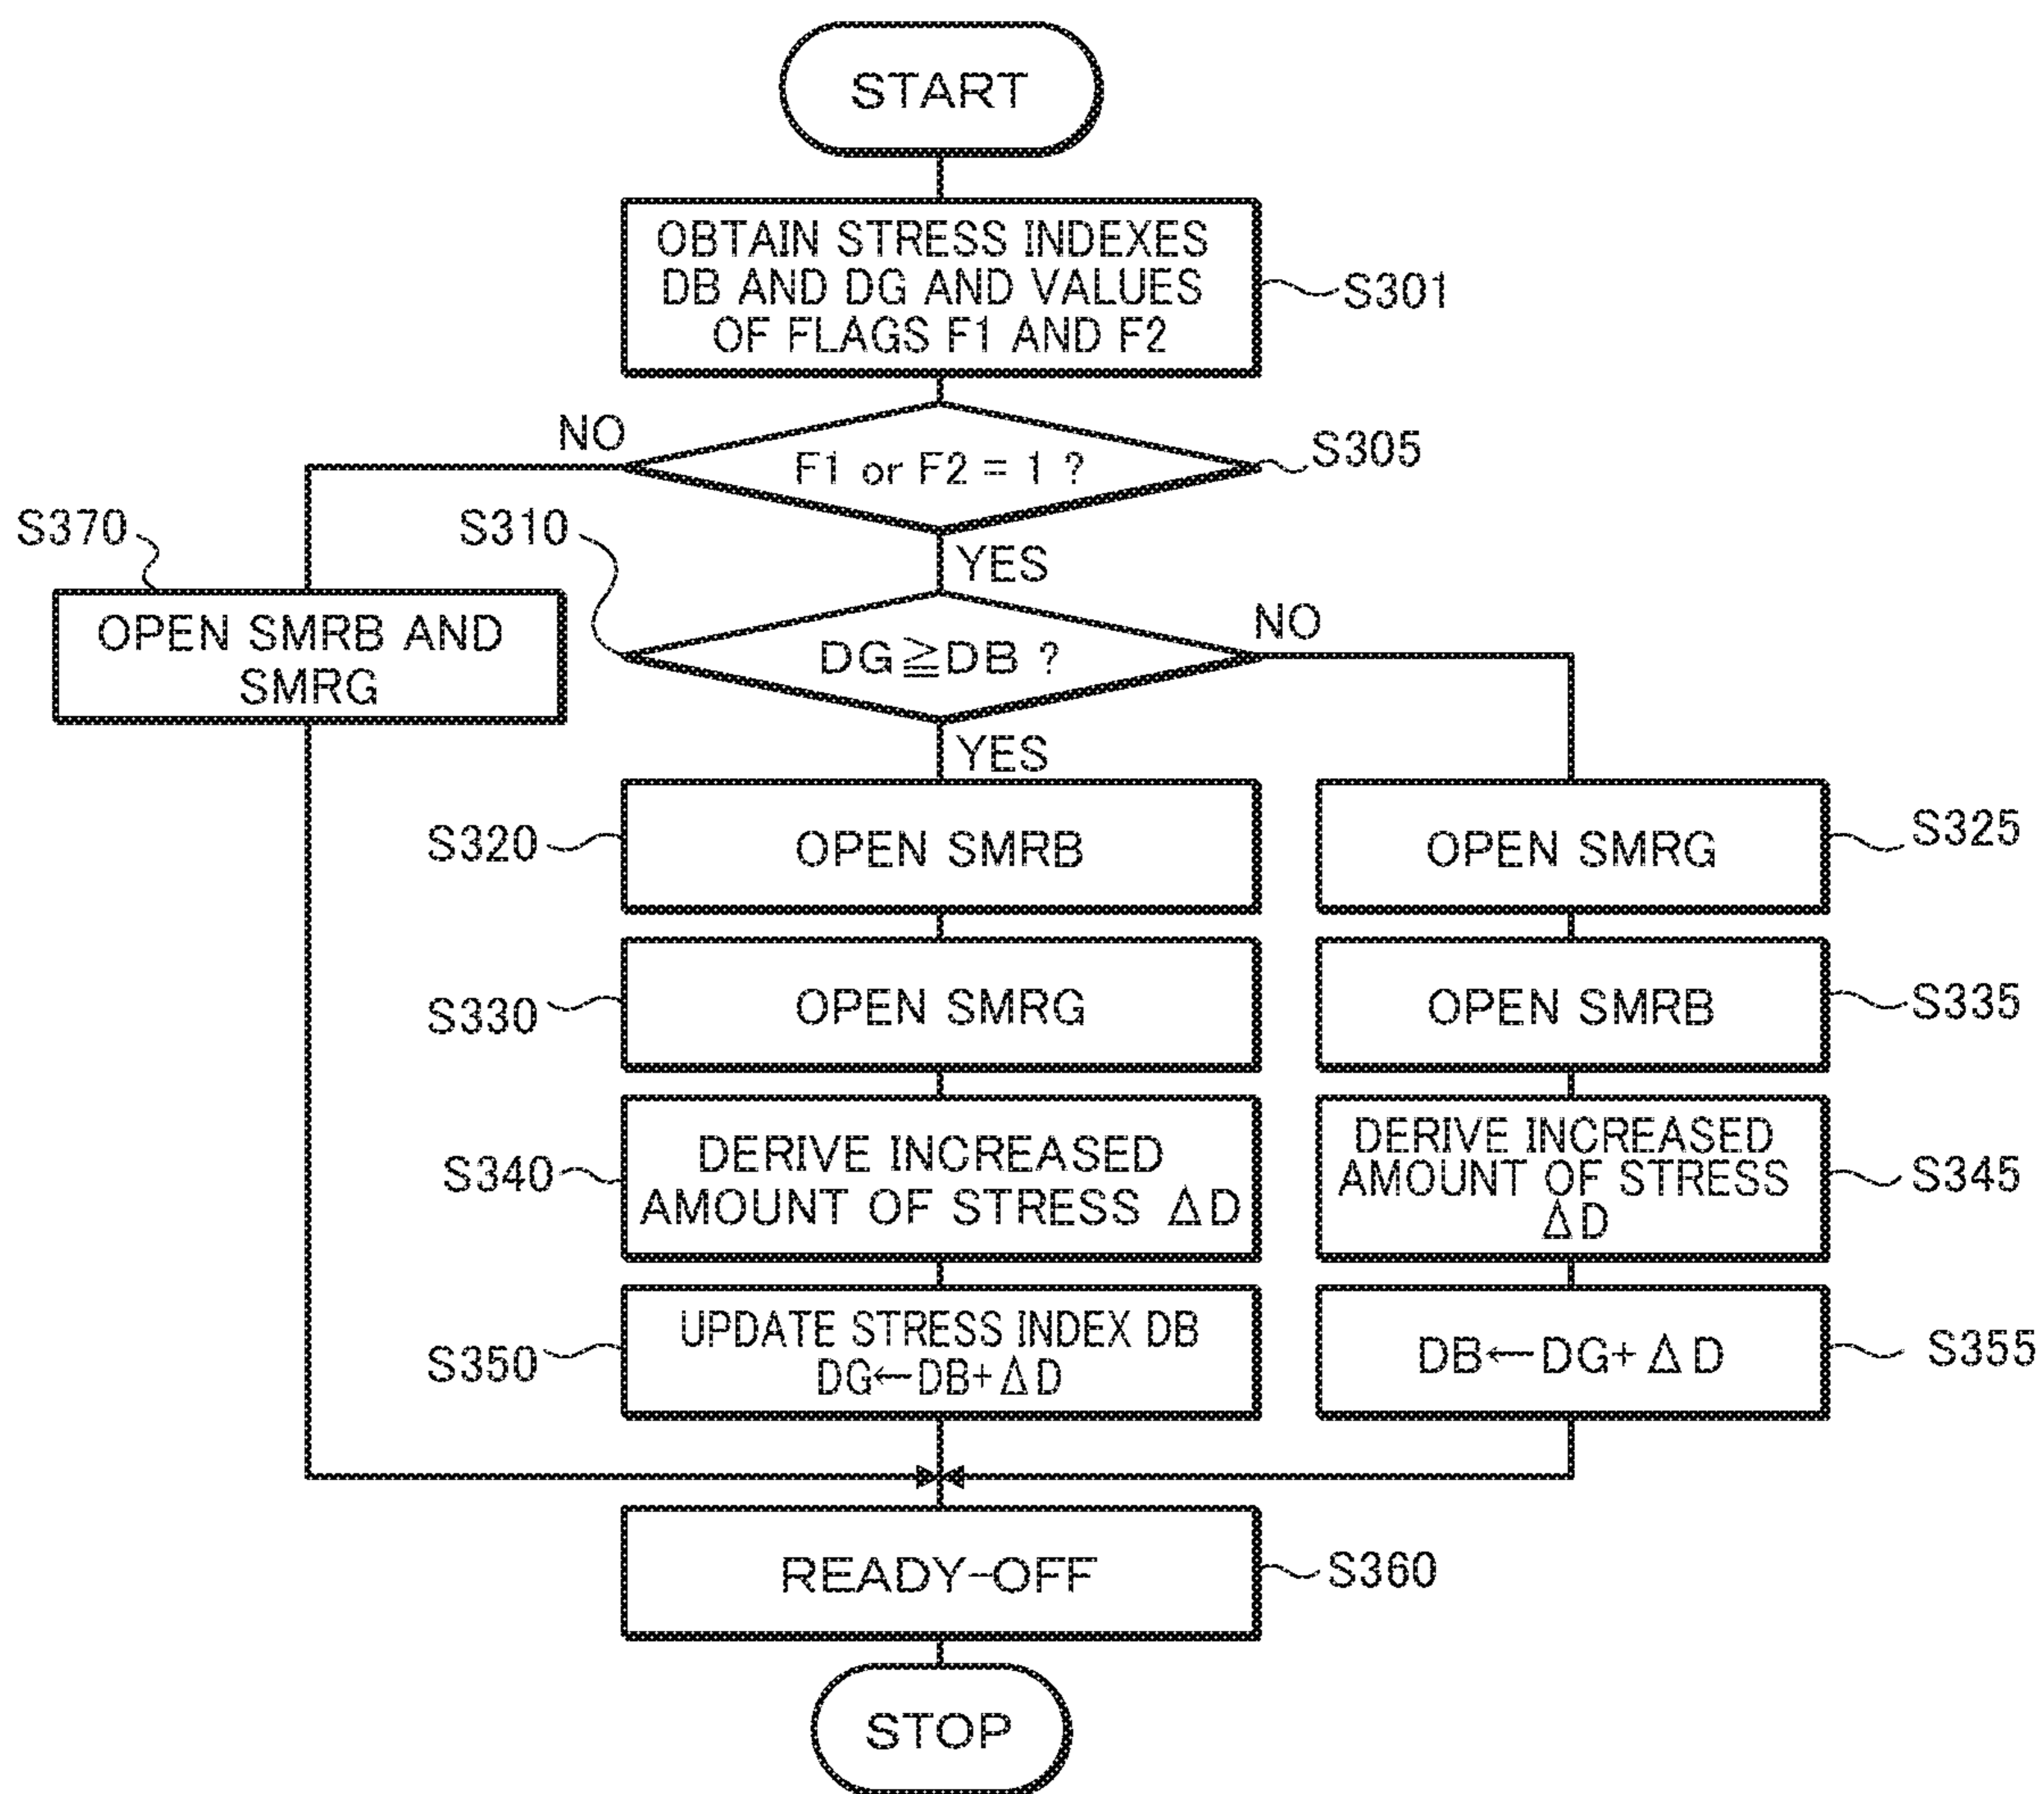 START
OBTAIN STRESS INDEXES
DB AND DG AND VALUES
OF FLAGS F1 AND F2
S301
NO
F1 or F2 = 1 ?
S305
S370
S310
YES
OPEN SMRB AND
SMRG
DG≧DB ?
NO
YES
S320
OPEN SMRB
OPEN SMRG
S325
S330
OPEN SMRG
OPEN SMRB
S335
S340
DERIVE INCREASED
AMOUNT OF STRESS ΔD
DERIVE INCREASED
AMOUNT OF STRESS
ΔD
S345
S350
UPDATE STRESS INDEX DB
DG←DB+ΔD
DB←DG+ΔD
S355
READY-OFF
S360
STOP